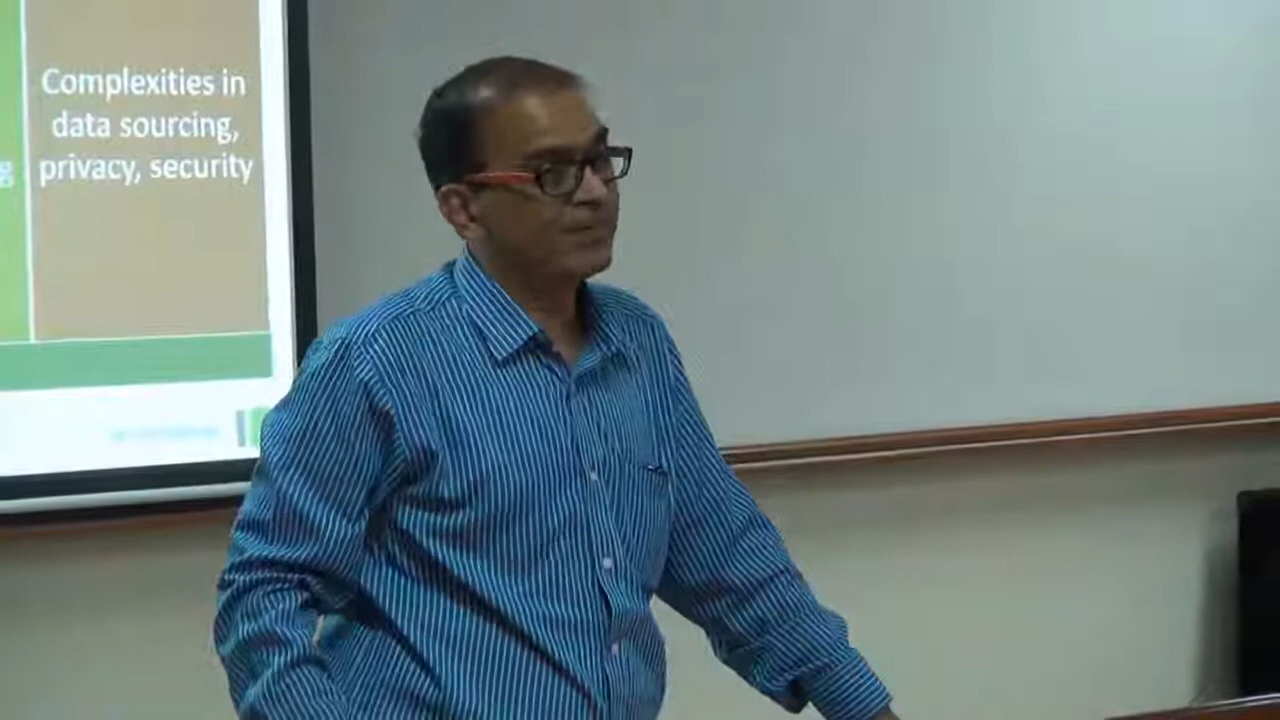 Complexities in
data sourcing,
privacy, security